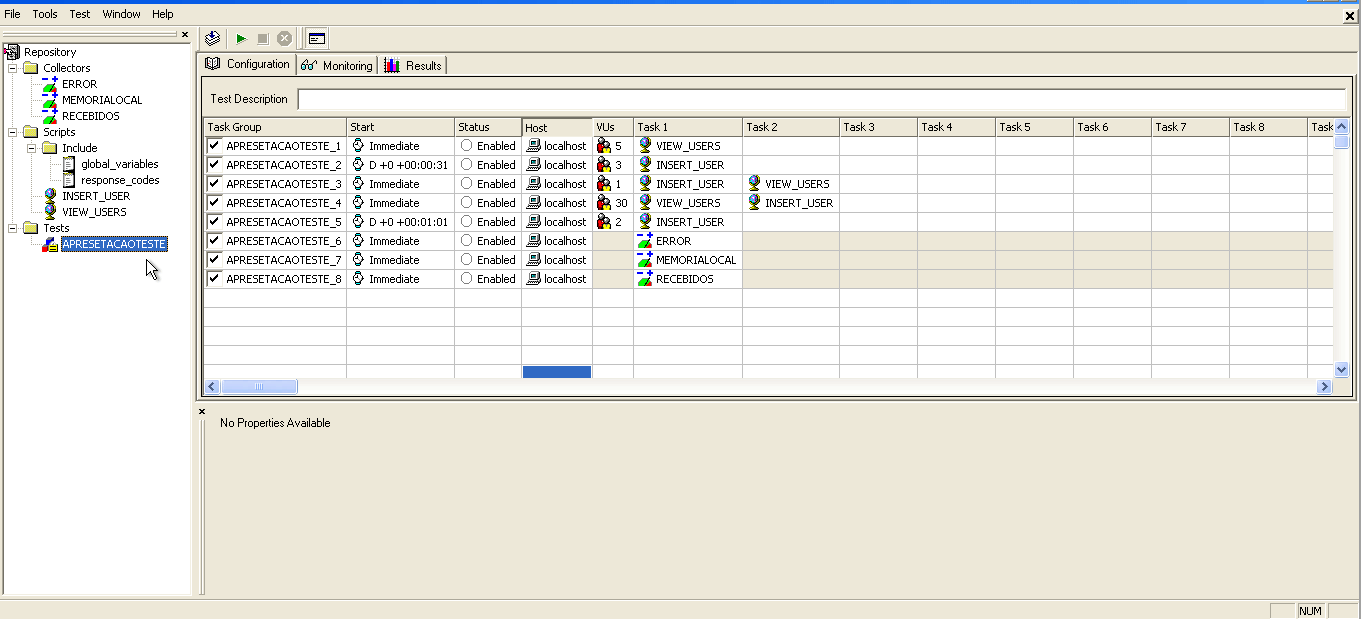 File Tools Test Window Help
Repository
Collectors
ERROR
MEMORIALOCAL
RECEBIDOS
Scripts
Include
global_variables
response_codes
INSERT_USER
VIEW_USERS
Tests
APRESETACAOTESTE
Configuration Monitoring Results
Test Description
Task Group Start Status Host VUs Task 1 Task 2 Task 3 Task 4 Task 5 Task 6 Task 7 Task 8 Task
APRESETACAOTESTE_1 Immediate Enabled localhost 5 VIEW_USERS
APRESETACAOTESTE_2 D +0 +00:00:31 Enabled localhost 3 INSERT_USER
APRESETACAOTESTE_3 Immediate Enabled localhost 1 INSERT_USER VIEW_USERS
APRESETACAOTESTE_4 Immediate Enabled localhost 30 VIEW_USERS INSERT_USER
APRESETACAOTESTE_5 D +0 +00:01:01 Enabled localhost 2 INSERT_USER
APRESETACAOTESTE_6 Immediate Enabled localhost ERROR
APRESETACAOTESTE_7 Immediate Enabled localhost MEMORIALOCAL
APRESETACAOTESTE_8 Immediate Enabled localhost RECEBIDOS
No Properties Available
NUM